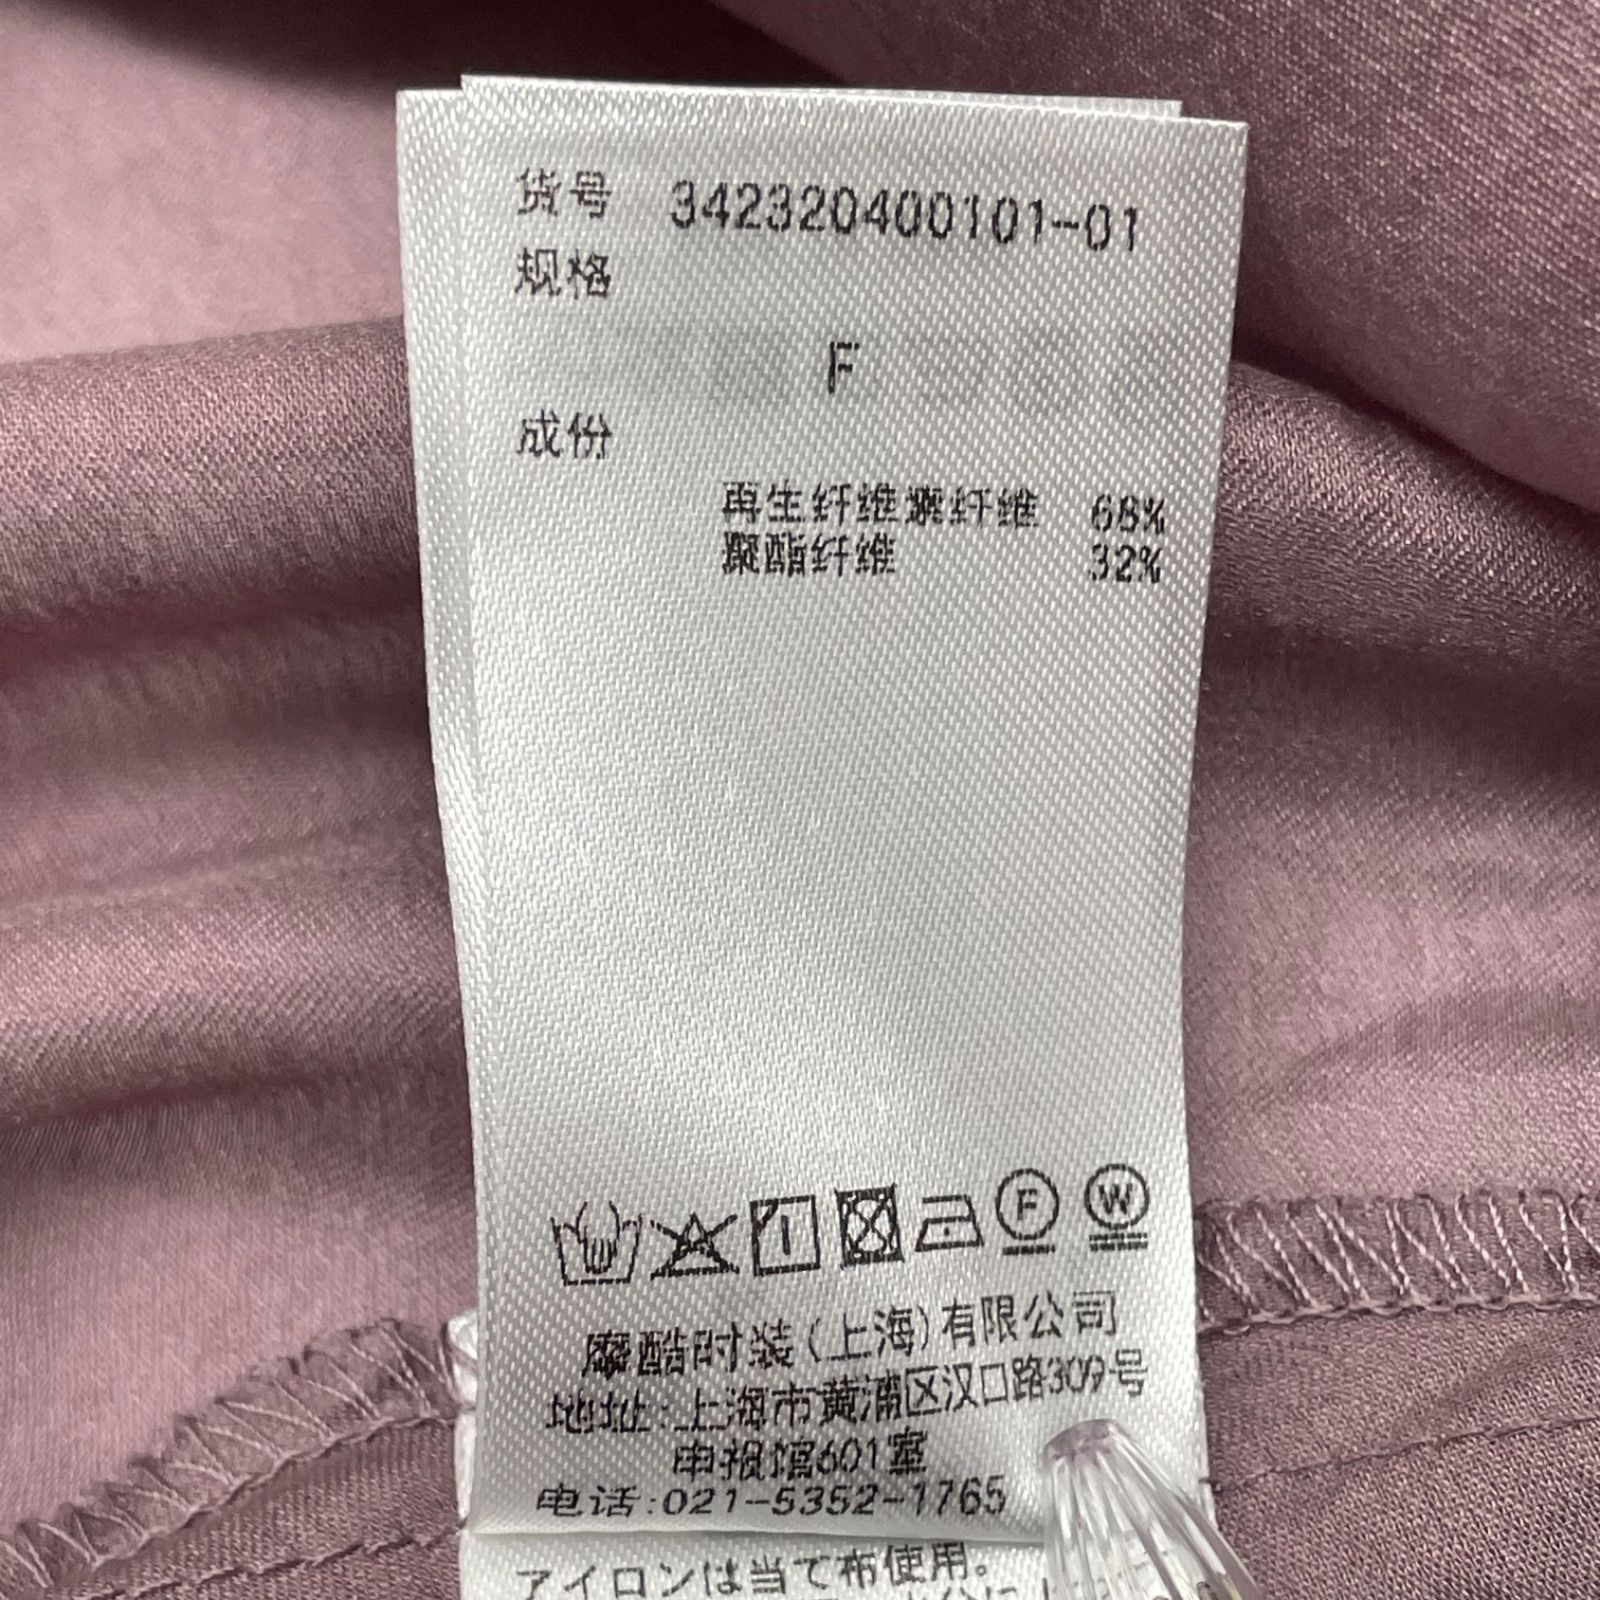 货号 342320400101-01
规格
F
成份
再生纤维素纤维 68%
聚酯纤维 32%
F W
摩酷时装(上海)有限公司
地址:上海市黄浦区汉口路309号
申报馆601室
电话:021-5352-1765
アイロンは当て布使用。